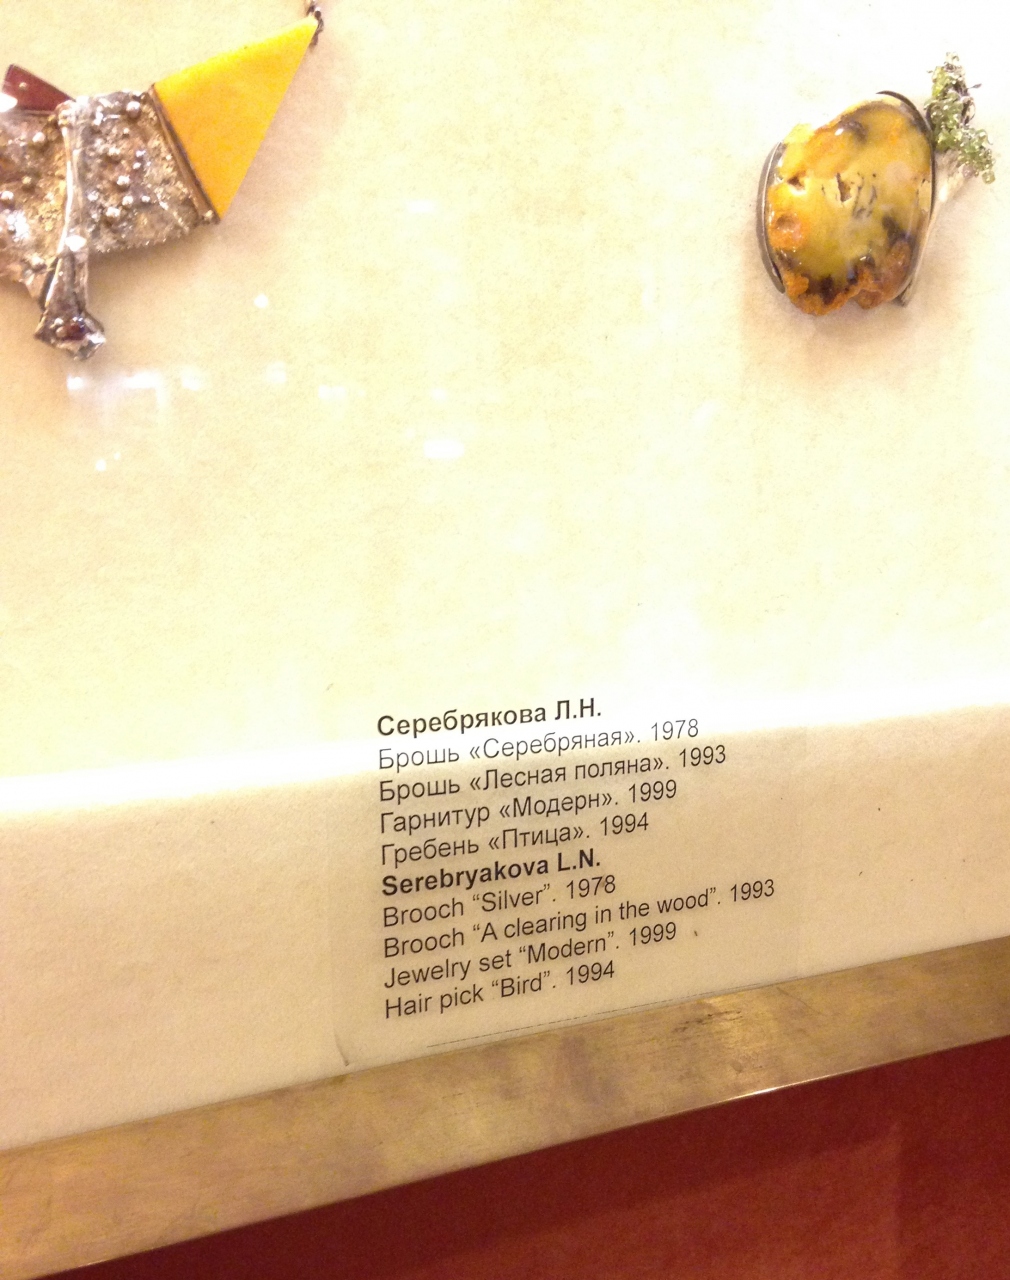 Серебрякова Л.Н.
Брошь «Серебряная». 1978
Брошь «Лесная поляна». 1993
Гарнитур «Модерн». 1999
Гребень «Птица». 1994
Serebryakova L.N.
Brooch “Silver”. 1978
Brooch “A clearing in the wood”. 1993
Jewelry set “Modern”. 1999
Hair pick “Bird”. 1994